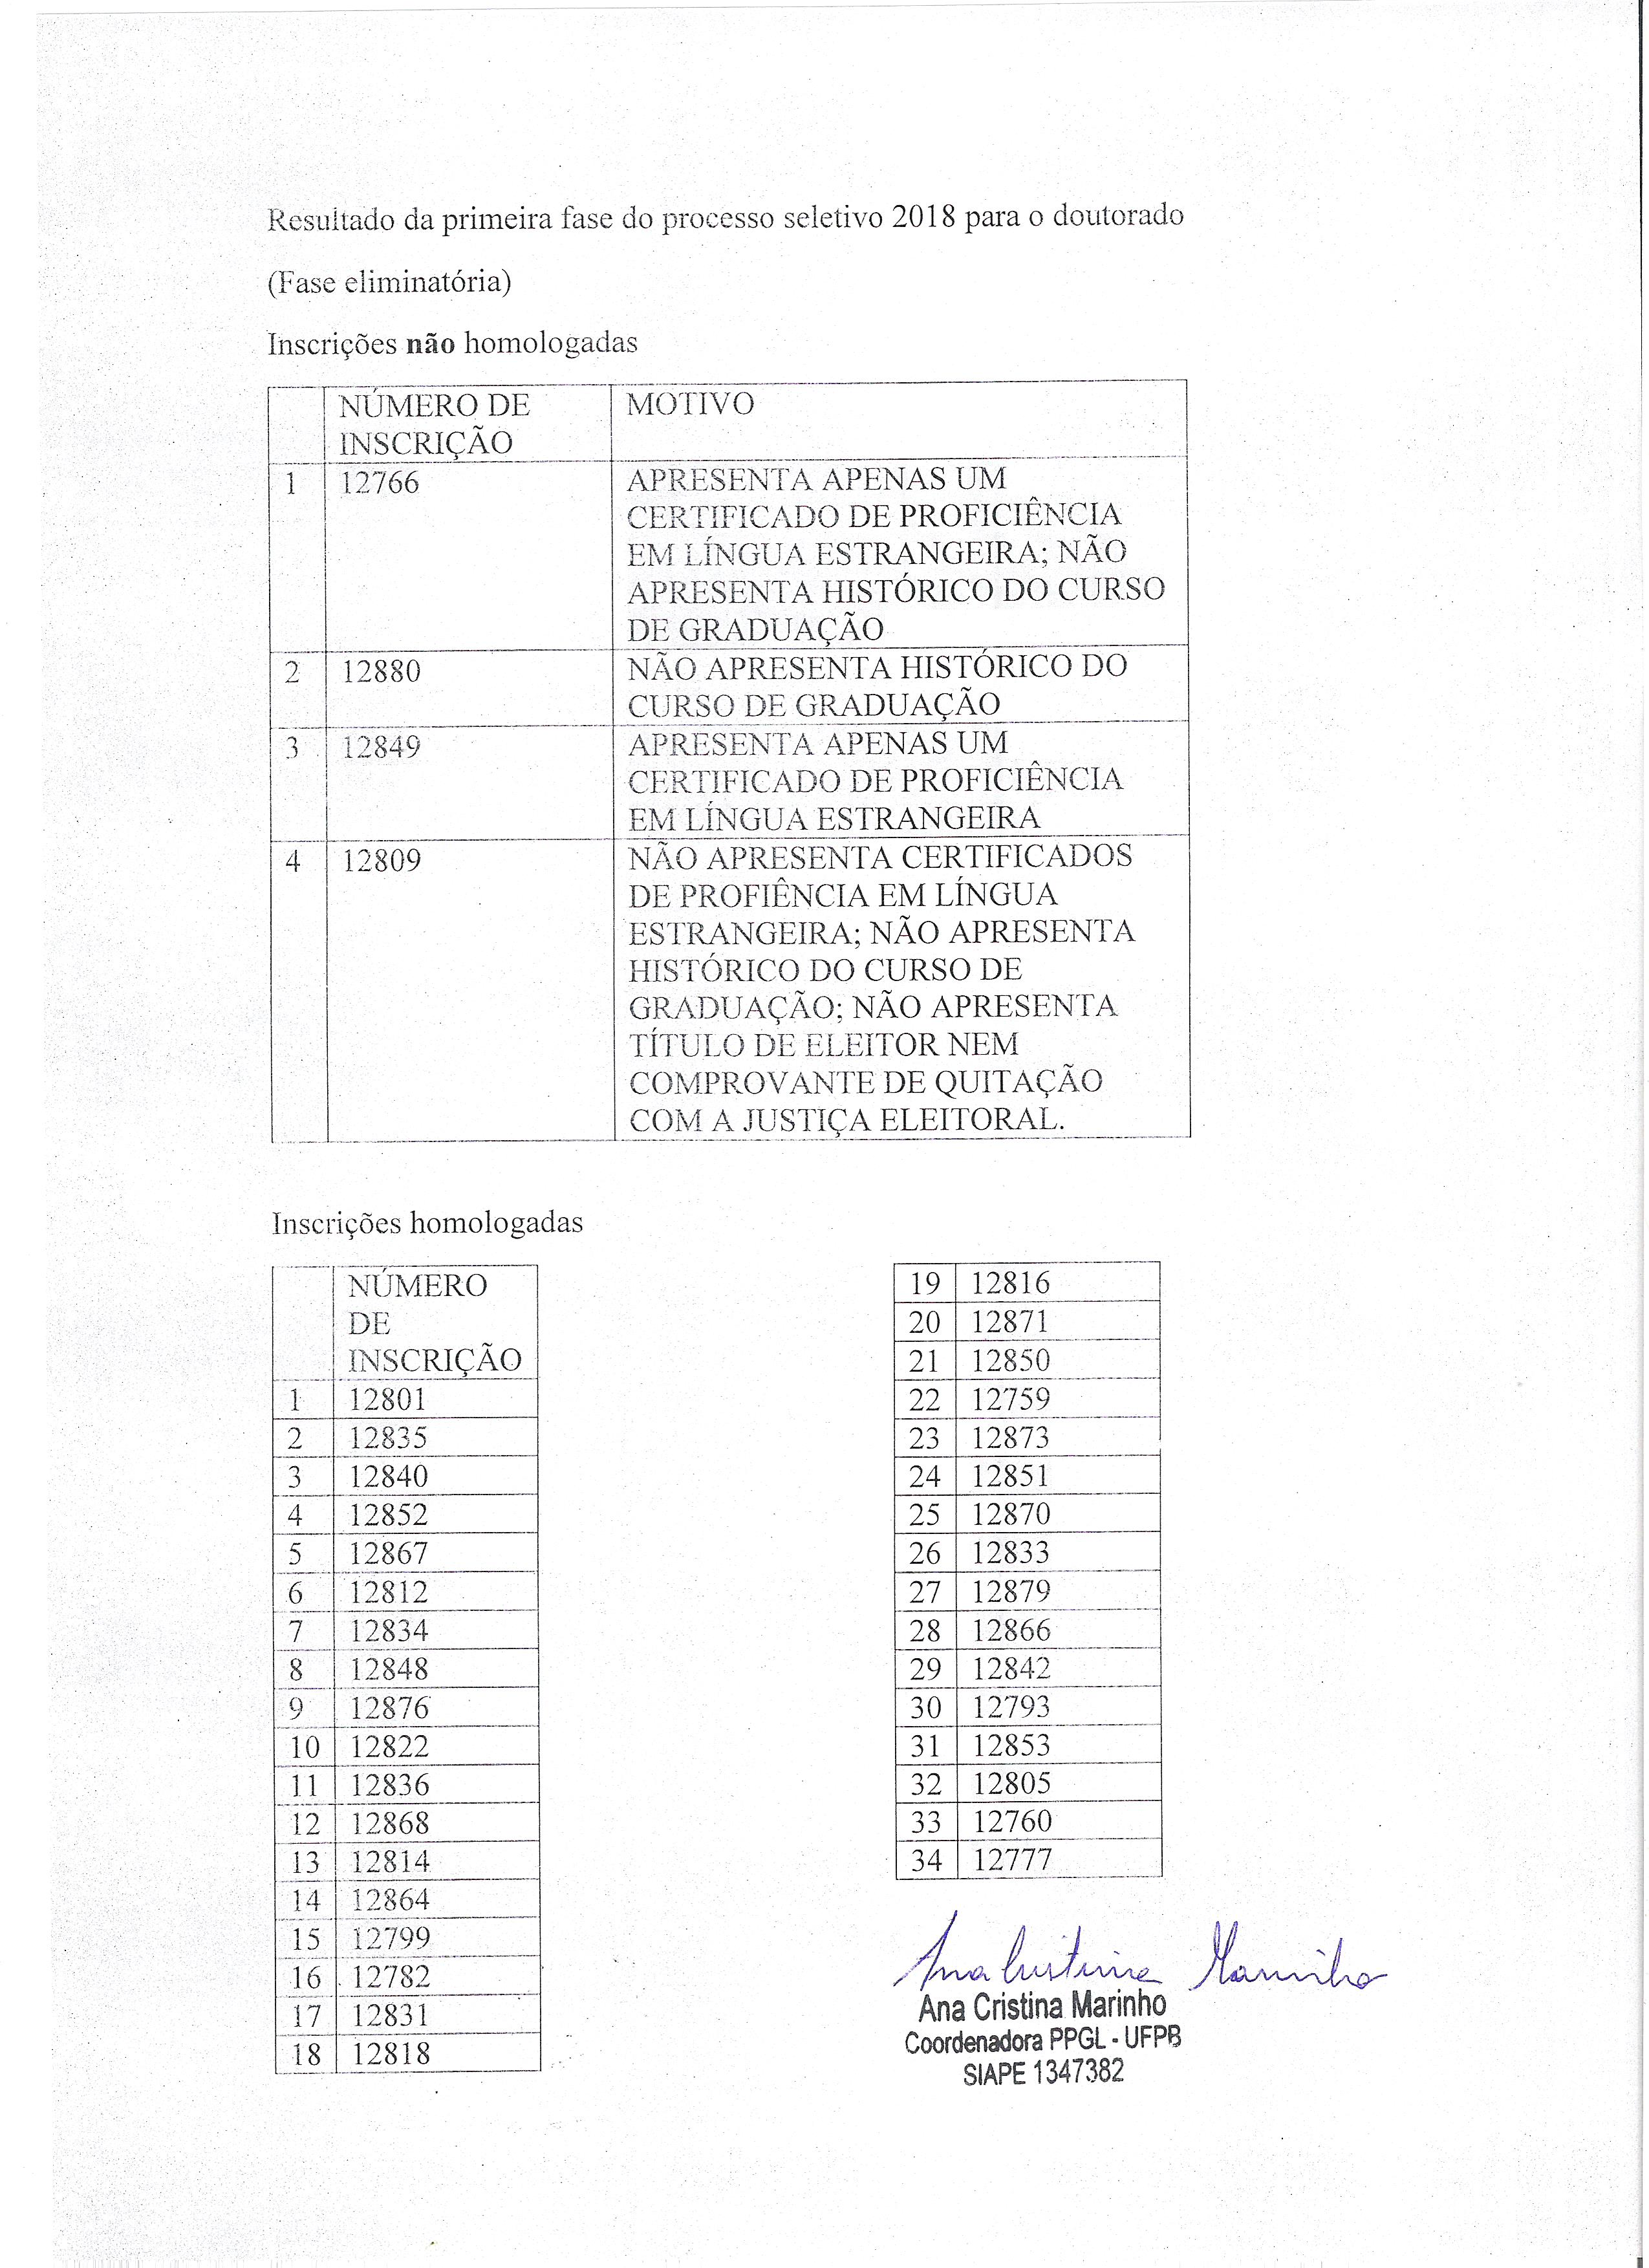 Resultado da primeira fase do processo seletivo 2018 para o doutorado
(Fase eliminatória)
Inscrições não homologadas
NÚMERO DE
INSCRIÇÃO
MOTIVO
1 12766
APRESENTA APENAS UM
CERTIFICADO DE PROFICIÊNCIA
EM LÍNGUA ESTRANGEIRA; NÃO
APRESENTA HISTÓRICO DO CURSO
DE GRADUAÇÃO
2 12880
NÃO APRESENTA HISTÓRICO DO
CURSO DE GRADUAÇÃO
3 12849
APRESENTA APENAS UM
CERTIFICADO DE PROFICIÊNCIA
EM LÍNGUA ESTRANGEIRA
4 12809
NÃO APRESENTA CERTIFICADOS
DE PROFIÊNCIA EM LÍNGUA
ESTRANGEIRA; NÃO APRESENTA
HISTÓRICO DO CURSO DE
GRADUAÇÃO; NÃO APRESENTA
TÍTULO DE ELEITOR NEM
COMPROVANTE DE QUITAÇÃO
COM A JUSTIÇA ELEITORAL.
Inscrições homologadas
NÚMERO
DE
INSCRIÇÃO
1 12801
2 12835
3 12840
4 12852
5 12867
6 12812
7 12834
8 12848
9 12876
10 12822
11 12836
12 12868
13 12814
14 12864
15 12799
16 12782
17 12831
18 12818
19 12816
20 12871
21 12850
22 12759
23 12873
24 12851
25 12870
26 12833
27 12879
28 12866
29 12842
30 12793
31 12853
32 12805
33 12760
34 12777
Ana Cristina Marinho
Ana Cristina Marinho
Coordenadora PPGL - UFPB
SIAPE 1347382